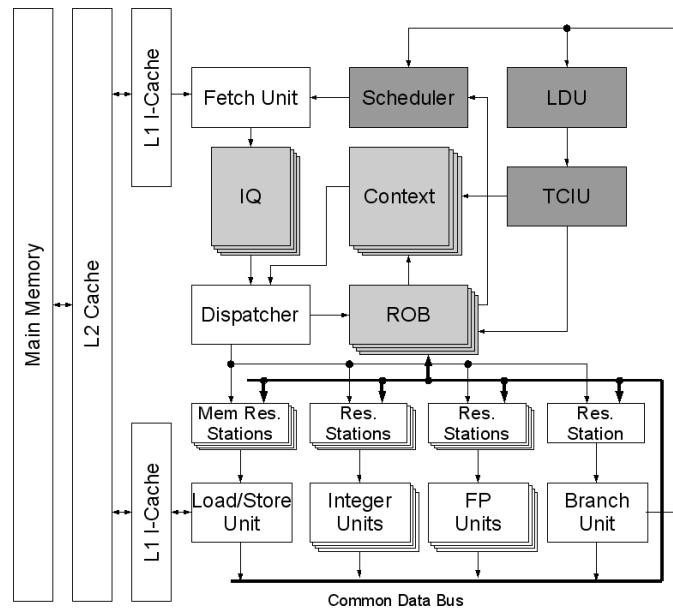 Main Memory
L2 Cache
L1 I-Cache
Fetch Unit
Scheduler
LDU
IQ
Context
TCIU
Dispatcher
ROB
L1 I-Cache
Mem Res.
Stations
Res.
Stations
Res.
Stations
Res.
Station
Load/Store
Unit
Integer
Units
FP
Units
Branch
Unit
Common Data Bus